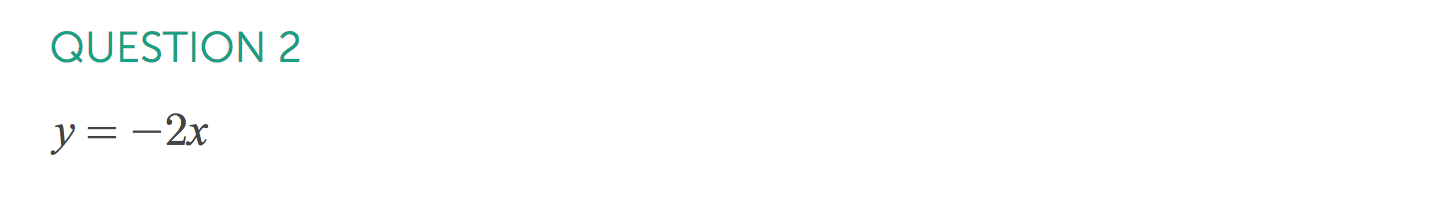 QUESTION 2
y = −2x